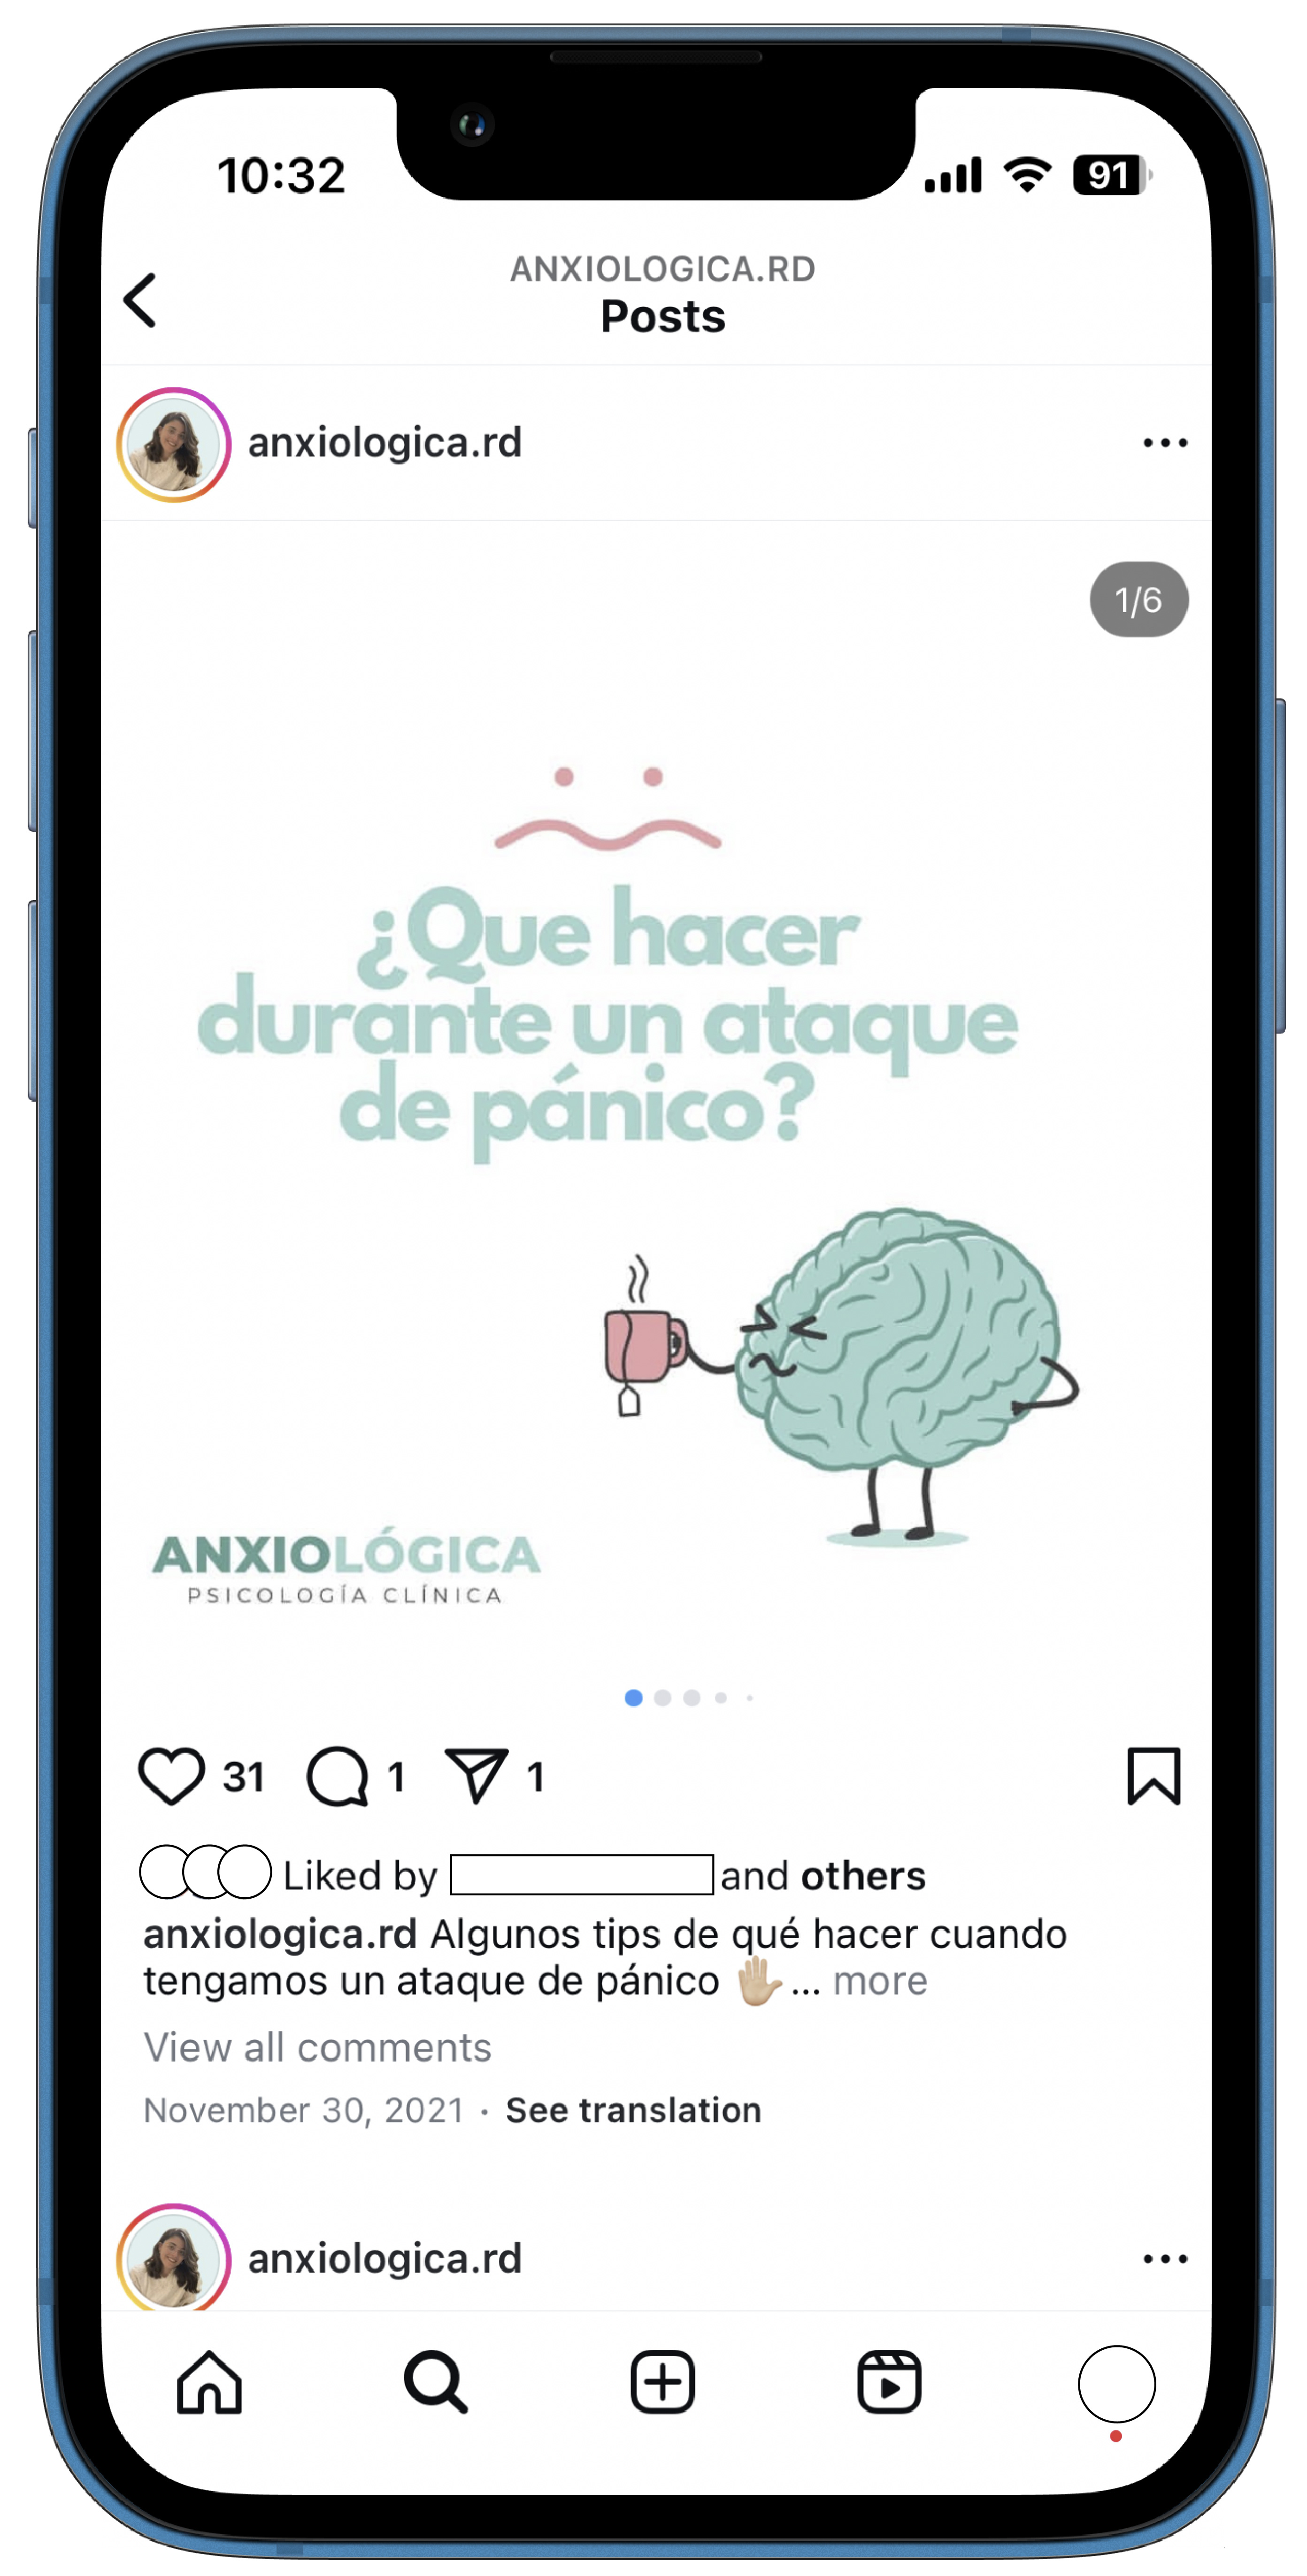 10:32
91
ANXIOLOGICA.RD
Posts
anxiologica.rd
1/6
¿Que hacer
durante un ataque
de pánico?
ANXIOLÓGICA
PSICOLOGÍA CLÍNICA
31 1 1
Liked by and others
anxiologica.rd Algunos tips de qué hacer cuando
tengamos un ataque de pánico 🤚🏼... more
View all comments
November 30, 2021 · See translation
anxiologica.rd